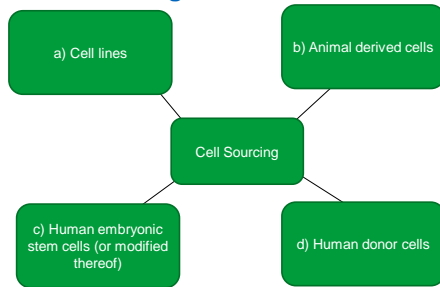 a) Cell lines
b) Animal derived cells
Cell Sourcing
c) Human embryonic
stem cells (or modified
thereof)
d) Human donor cells